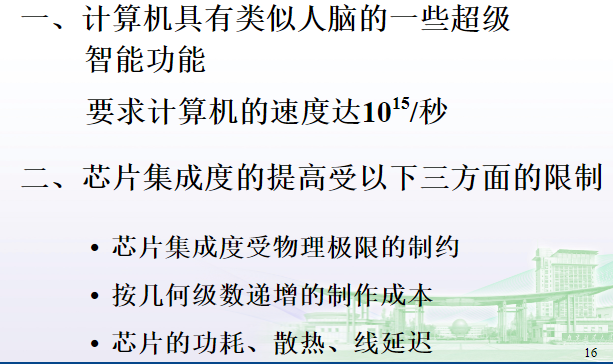 一、计算机具有类似人脑的一些超级
智能功能
要求计算机的速度达10¹⁵/秒
二、芯片集成度的提高受以下三方面的限制
• 芯片集成度受物理极限的制约
• 按几何级数递增的制作成本
• 芯片的功耗、散热、线延迟
16